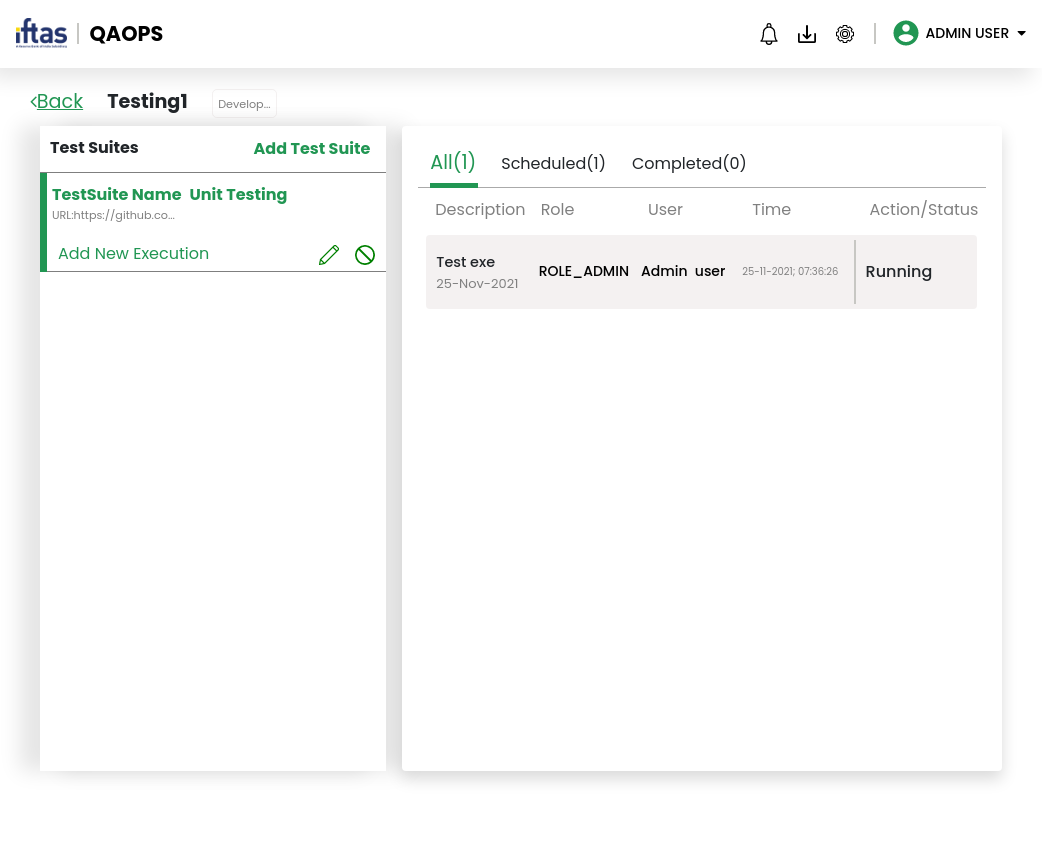 iftas QAOPS ADMIN USER
Back Testing1 Develop...
Test Suites Add Test Suite
TestSuite Name Unit Testing
URL:https://github.co...
Add New Execution
All(1) Scheduled(1) Completed(0)
Description Role User Time Action/Status
Test exe ROLE_ADMIN Admin user 25-11-2021; 07:36:26 Running
25-Nov-2021